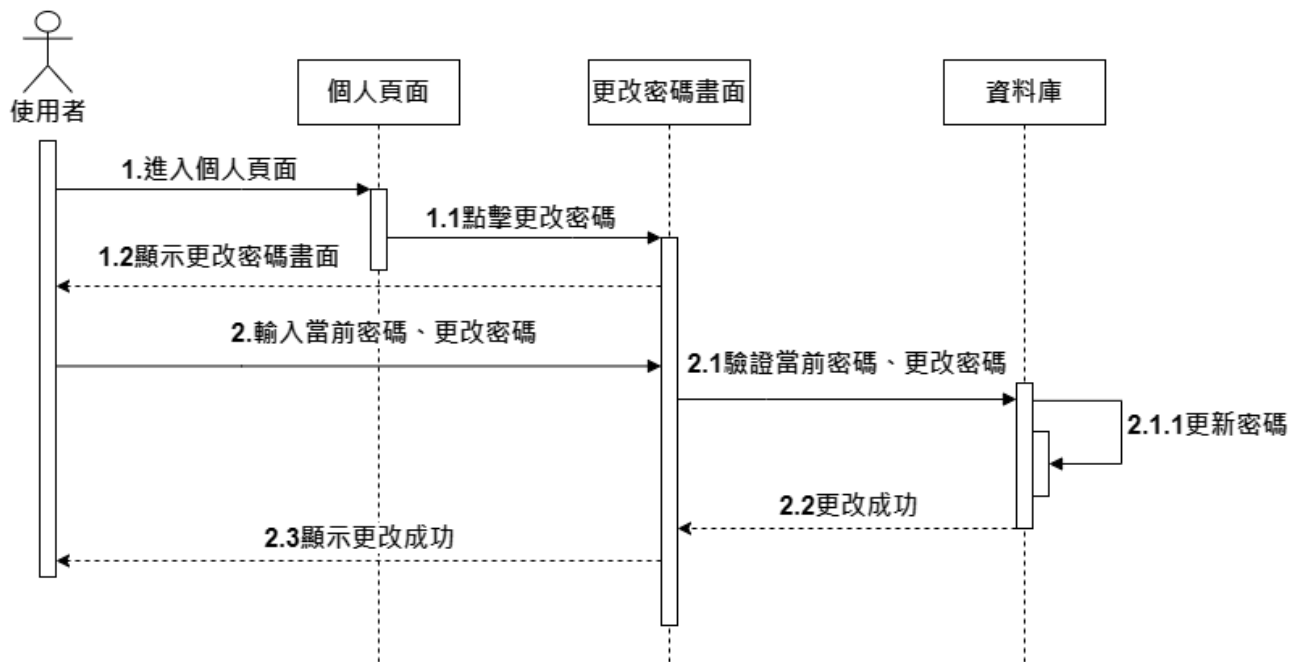 使用者
個人頁面
更改密碼畫面
資料庫
1.進入個人頁面
1.1點擊更改密碼
1.2顯示更改密碼畫面
2.輸入當前密碼、更改密碼
2.1驗證當前密碼、更改密碼
2.1.1更新密碼
2.2更改成功
2.3顯示更改成功